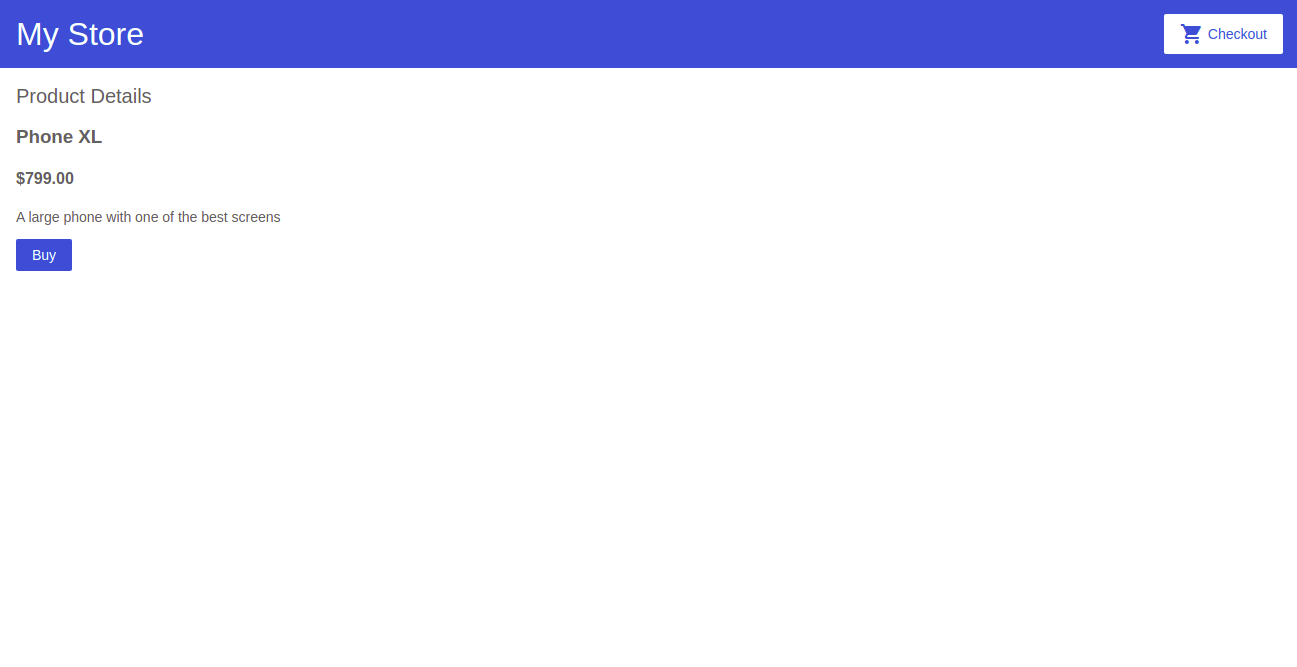 My Store
Checkout
Product Details
Phone XL
$799.00
A large phone with one of the best screens
Buy